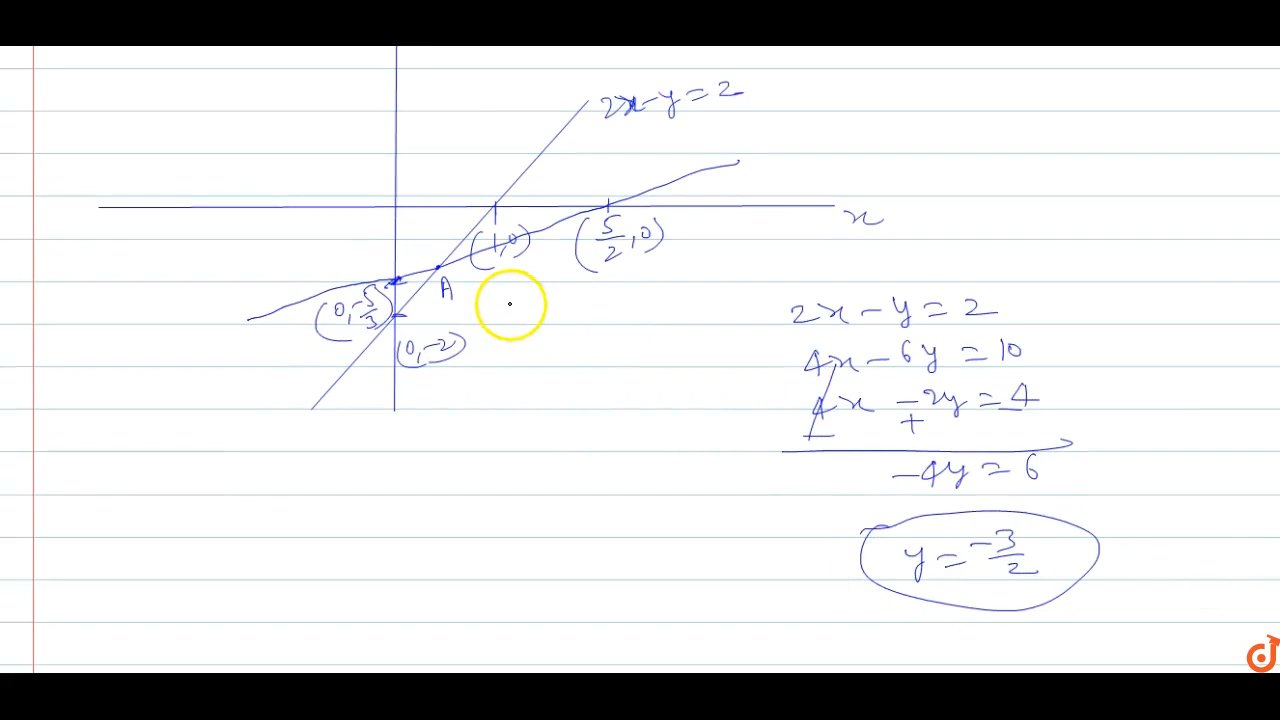 2x-y=2
x
(1,0)
(5/2,0)
A
(0,-5/3)
(0,-2)
2x-y=2
4x-6y=10
4x-2y=4
- + -
-4y=6
y=-3/2